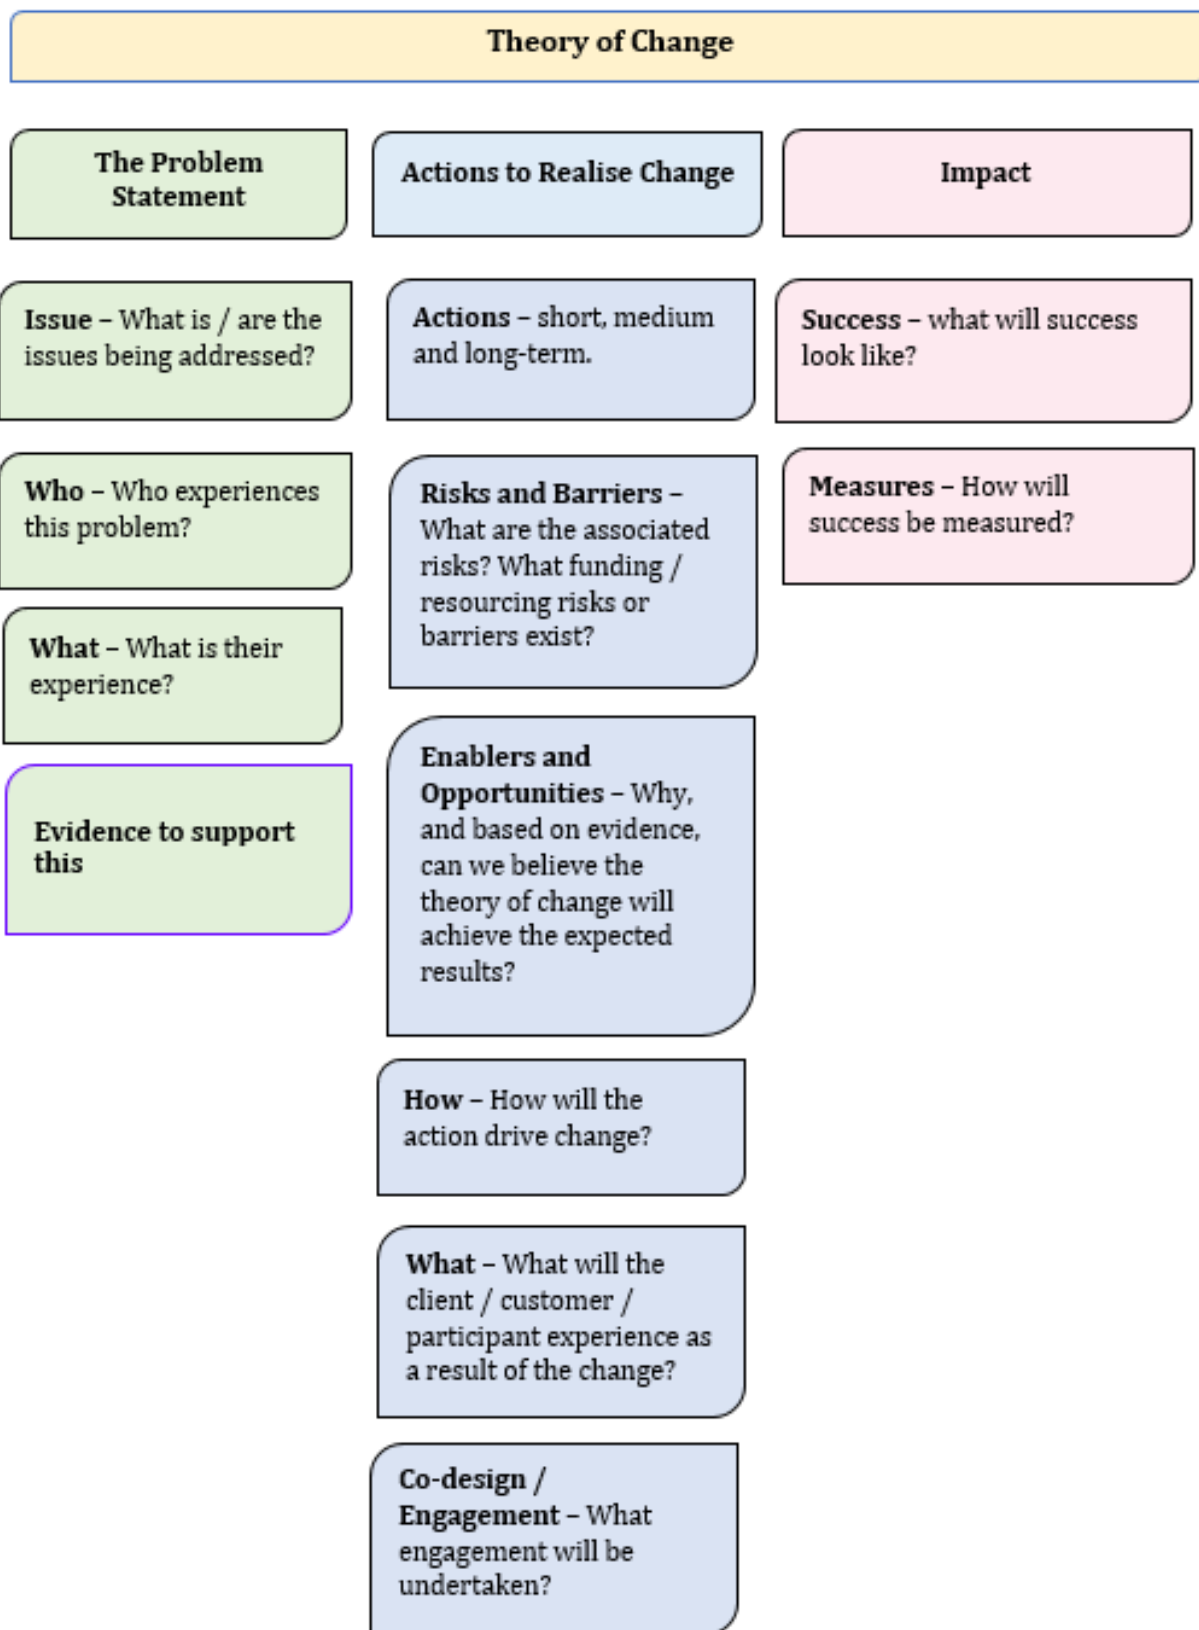 Theory of Change
The Problem
Statement
Issue – What is / are the
issues being addressed?
Who – Who experiences
this problem?
What – What is their
experience?
Evidence to support
this
Actions to Realise Change
Actions – short, medium
and long-term.
Risks and Barriers –
What are the associated
risks? What funding /
resourcing risks or
barriers exist?
Enablers and
Opportunities – Why,
and based on evidence,
can we believe the
theory of change will
achieve the expected
results?
How – How will the
action drive change?
What – What will the
client / customer /
participant experience as
a result of the change?
Co-design /
Engagement – What
engagement will be
undertaken?
Impact
Success – what will success
look like?
Measures – How will
success be measured?